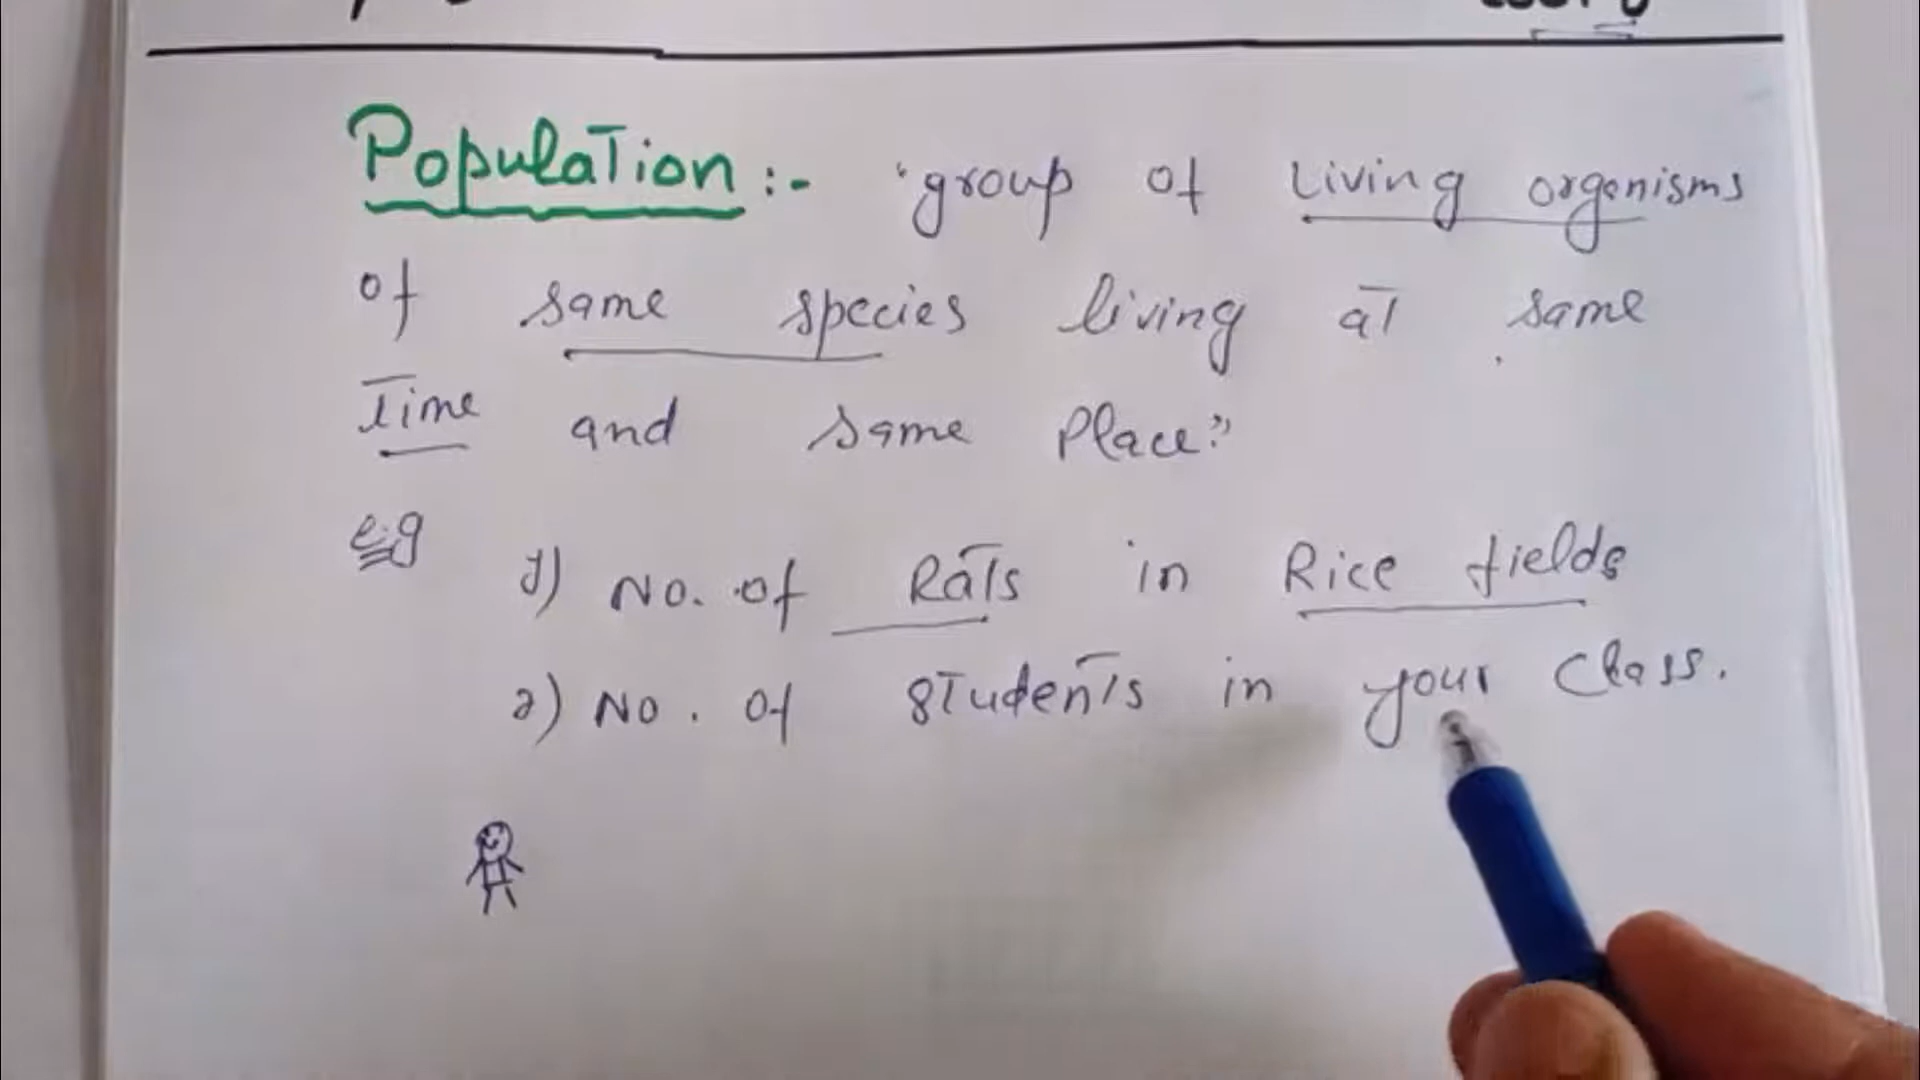 Population :- "group of Living organisms
of same species living at same
Time and same Place"
e.g 1) No. of Rats in Rice fields
2) No. of Students in your Class.